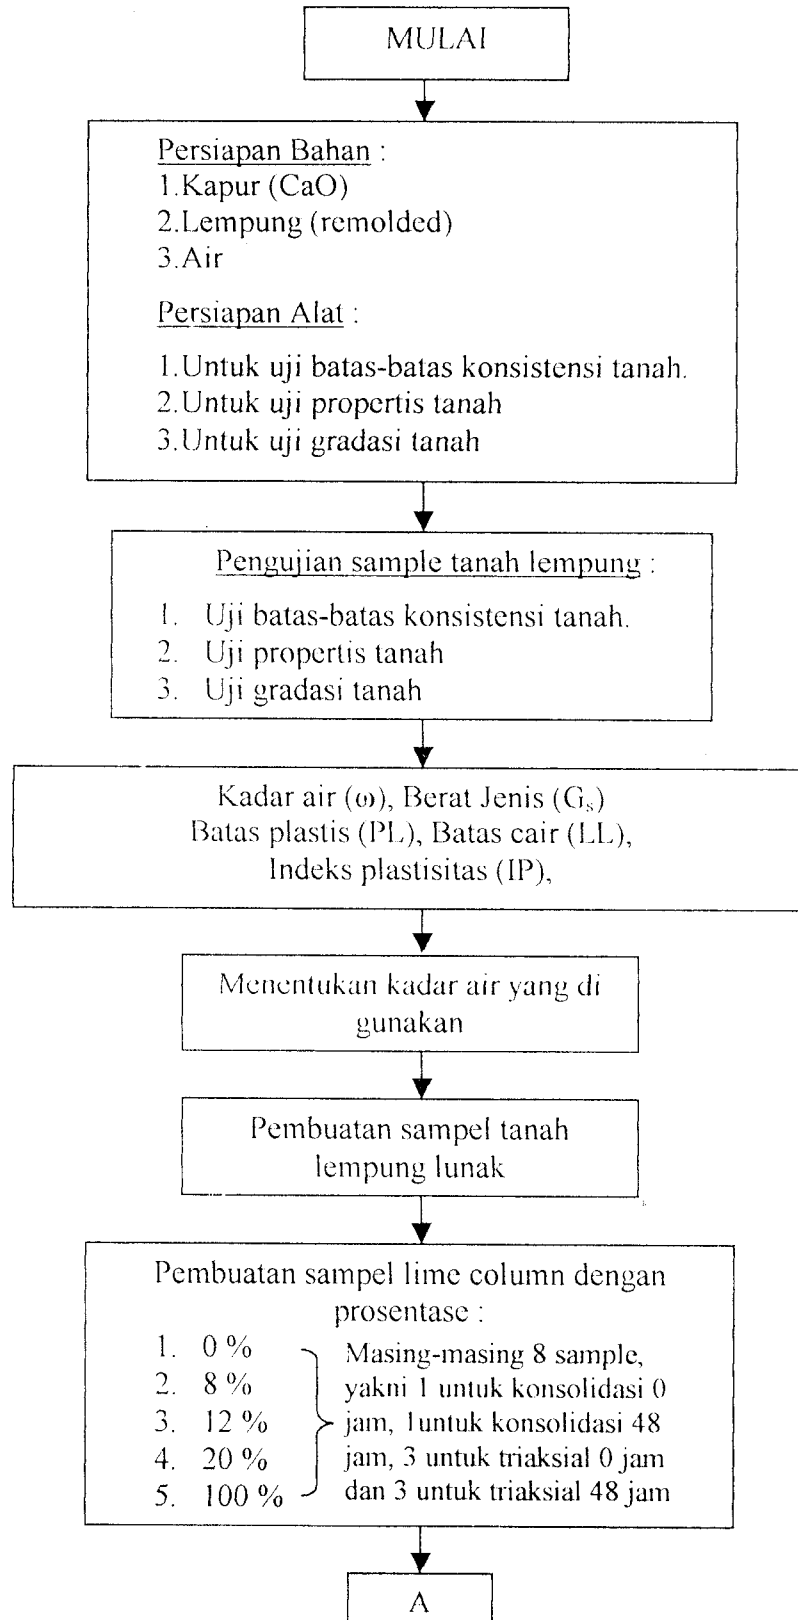 MULAI
Persiapan Bahan :
1.Kapur (CaO)
2.Lempung (remolded)
3.Air
Persiapan Alat :
1.Untuk uji batas-batas konsistensi tanah.
2.Untuk uji propertis tanah
3.Untuk uji gradasi tanah
Pengujian sample tanah lempung :
1. Uji batas-batas konsistensi tanah.
2. Uji propertis tanah
3. Uji gradasi tanah
Kadar air (ω), Berat Jenis (Gs)
Batas plastis (PL), Batas cair (LL),
Indeks plastisitas (IP),
Menentukan kadar air yang di
gunakan
Pembuatan sampel tanah
lempung lunak
Pembuatan sampel lime column dengan
prosentase :
1. 0 %
2. 8 %
3. 12 %
4. 20 %
5. 100 %
Masing-masing 8 sample,
yakni 1 untuk konsolidasi 0
jam, 1untuk konsolidasi 48
jam, 3 untuk triaksial 0 jam
dan 3 untuk triaksial 48 jam
A